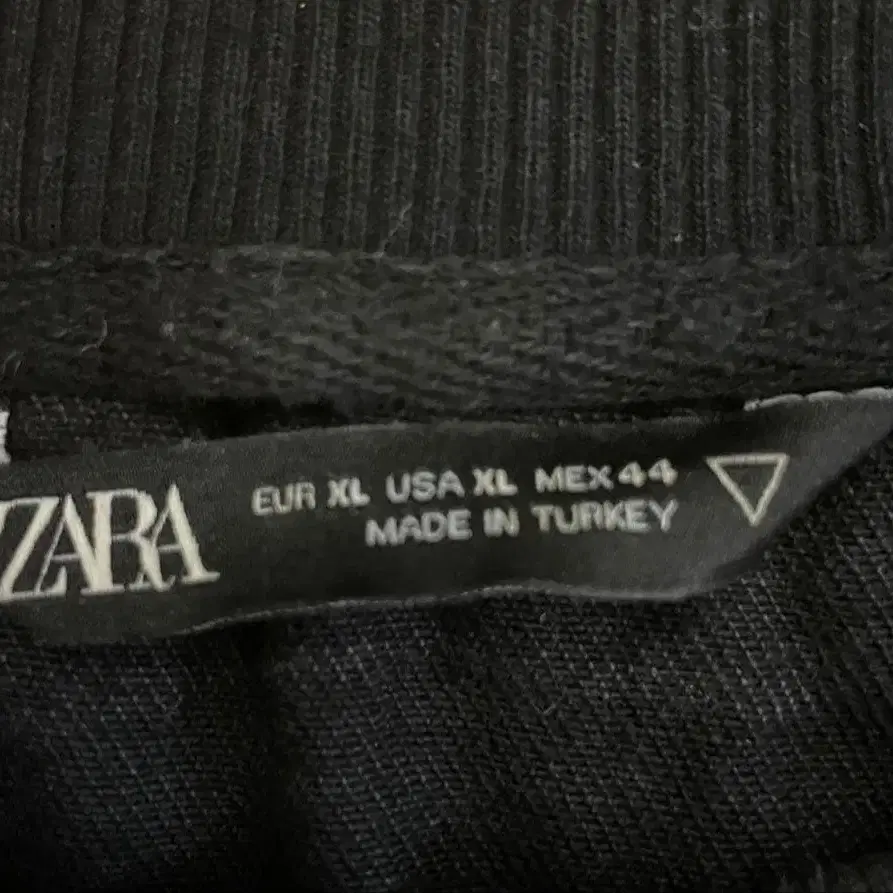 ZARA
EUR XL USA XL MEX 44
MADE IN TURKEY